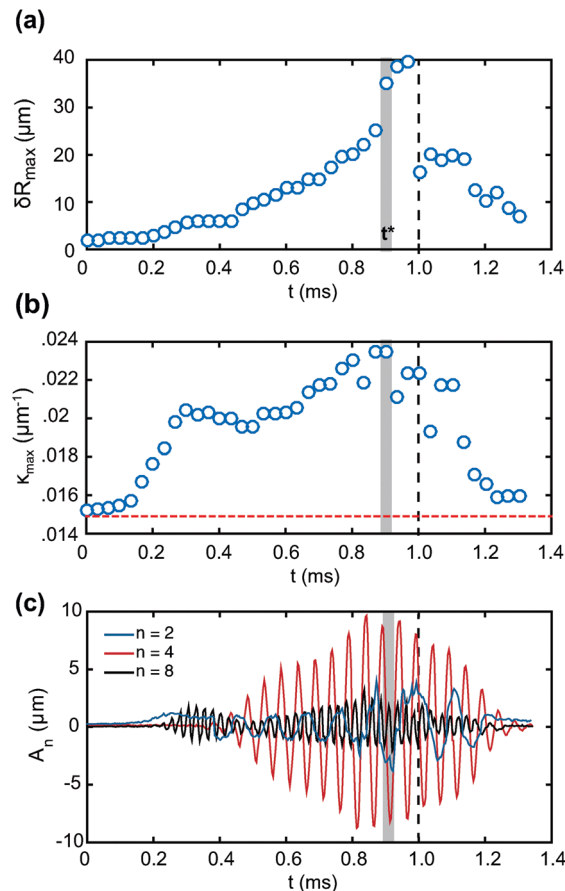 (a)
δRmax (μm)
40
30
20
10
0
t*
0 0.2 0.4 0.6 0.8 1.0 1.2 1.4
t (ms)
(b)
κmax (μm-1)
.024
.022
.02
.018
.016
.014
0 0.2 0.4 0.6 0.8 1.0 1.2 1.4
t (ms)
(c)
An (μm)
10
5
0
-5
-10
n = 2
n = 4
n = 8
0 0.2 0.4 0.6 0.8 1.0 1.2 1.4
t (ms)